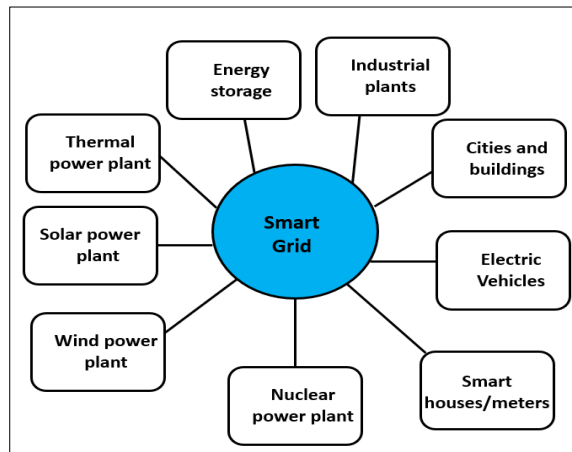 Energy
storage
Industrial
plants
Thermal
power plant
Cities and
buildings
Smart
Grid
Solar power
plant
Electric
Vehicles
Wind power
plant
Nuclear
power plant
Smart
houses/meters